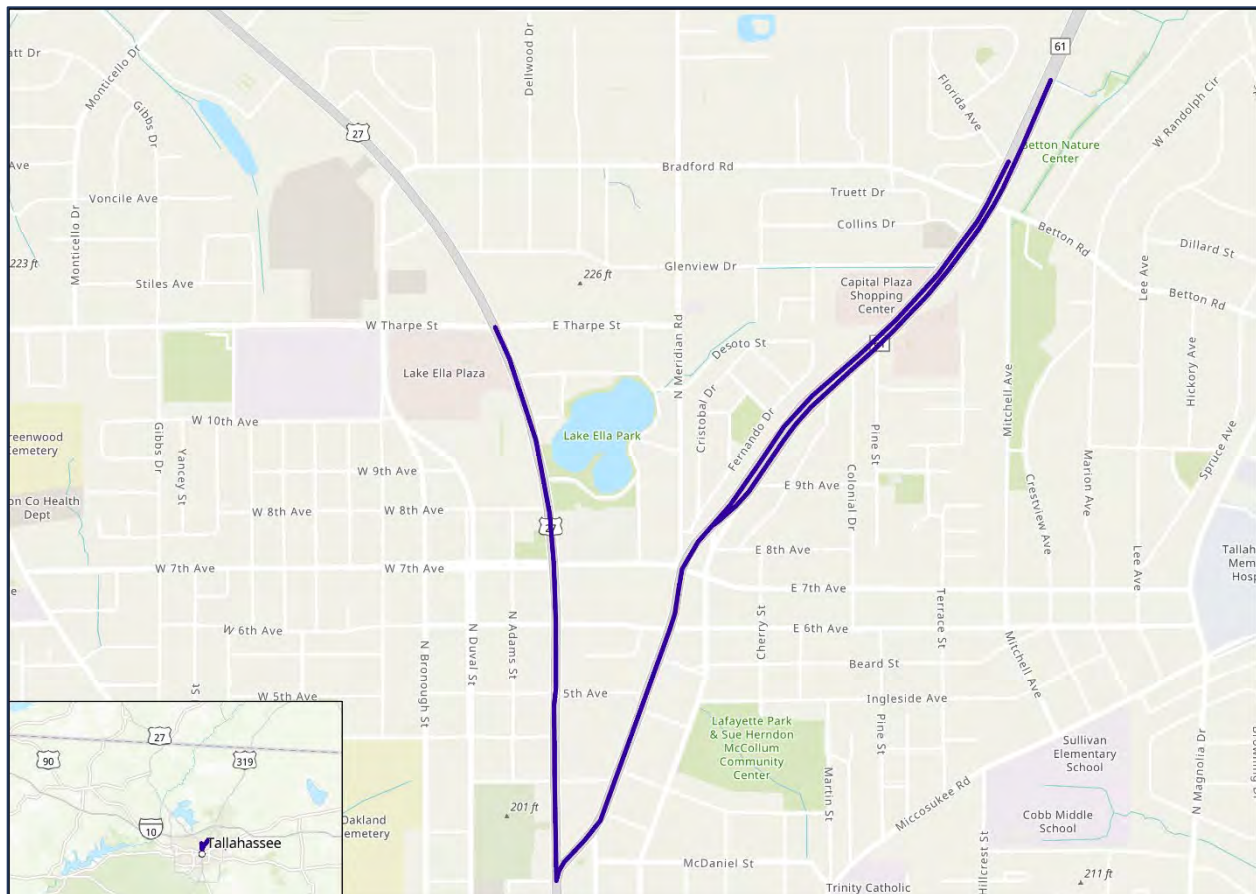 61
att Dr
Monticello Dr
Dellwood Dr
Gibbs Dr
27
Florida Ave
W Randolph Cir
Betton Nature
Center
Ave
Bradford Rd
Truett Dr
Voncile Ave
Collins Dr
Monticello Dr
N Meridian Rd
Betton Rd
Dillard St
Lee Ave
223 ft
226 ft
Glenview Dr
Stiles Ave
Capital Plaza
Shopping
Center
Betton Rd
W Tharpe St
E Tharpe St
Desoto St
Hickory Ave
Lake Ella Plaza
Mitchell Ave
Cristobal Dr
W 10th Ave
Lake Ella Park
Fernando Dr
Pine St
Spruce Ave
Greenwood
Cemetery
Gibbs Dr
Yancey St
W 9th Ave
E 9th Ave
Colonial Dr
Crestview Ave
Marion Ave
on Co Health
Dept
W 8th Ave
W 8th Ave
27
E 8th Ave
Lee Ave
Tallah
Mem
Hosp
W 7th Ave
W 7th Ave
E 7th Ave
Cherry St
Terrace St
W 6th Ave
N Adams St
E 6th Ave
N Duval St
N Bronough St
Mitchell Ave
Beard St
St
W 5th Ave
5th Ave
Ingleside Ave
Lafayette Park
& Sue Herndon
McCollum
Community
Center
Pine St
Sullivan
Elementary
School
N Magnolia Dr
27
90
319
Martin St
Miccosukee Rd
201 ft
Oakland
Cemetery
Cobb Middle
School
10
Tallahassee
McDaniel St
Hillcrest St
Trinity Catholic
211 ft